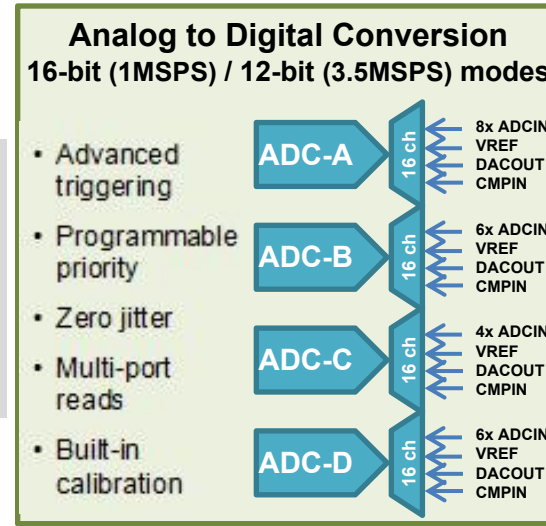 Analog to Digital Conversion
16-bit (1MSPS) / 12-bit (3.5MSPS) modes
• Advanced
triggering
• Programmable
priority
• Zero jitter
• Multi-port
reads
• Built-in
calibration
ADC-A
16 ch
8x ADCIN
VREF
DACOUT
CMPIN
ADC-B
16 ch
6x ADCIN
VREF
DACOUT
CMPIN
ADC-C
16 ch
4x ADCIN
VREF
DACOUT
CMPIN
ADC-D
16 ch
6x ADCIN
VREF
DACOUT
CMPIN